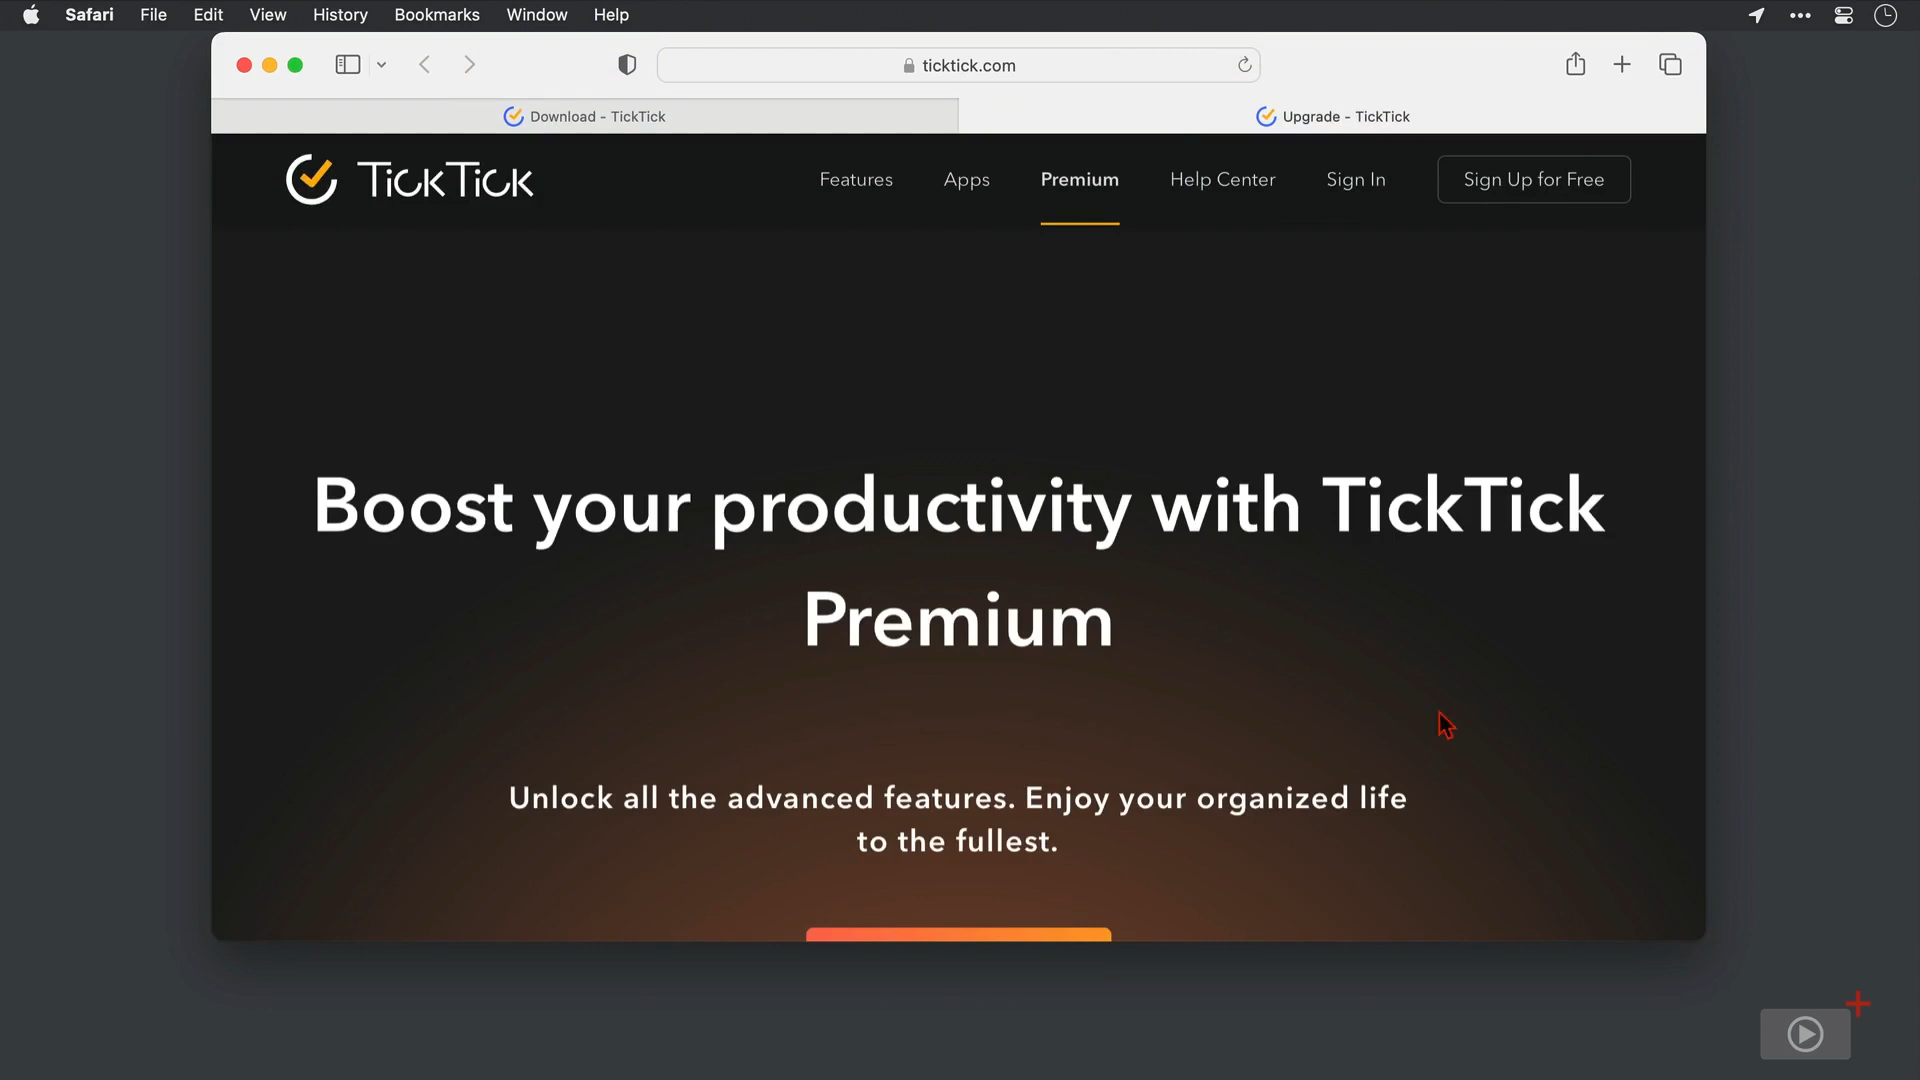 Safari File Edit View History Bookmarks Window Help
ticktick.com
Download - TickTick
Upgrade - TickTick
TickTick
Features Apps Premium Help Center Sign In Sign Up for Free
Boost your productivity with TickTick
Premium
Unlock all the advanced features. Enjoy your organized life
to the fullest.